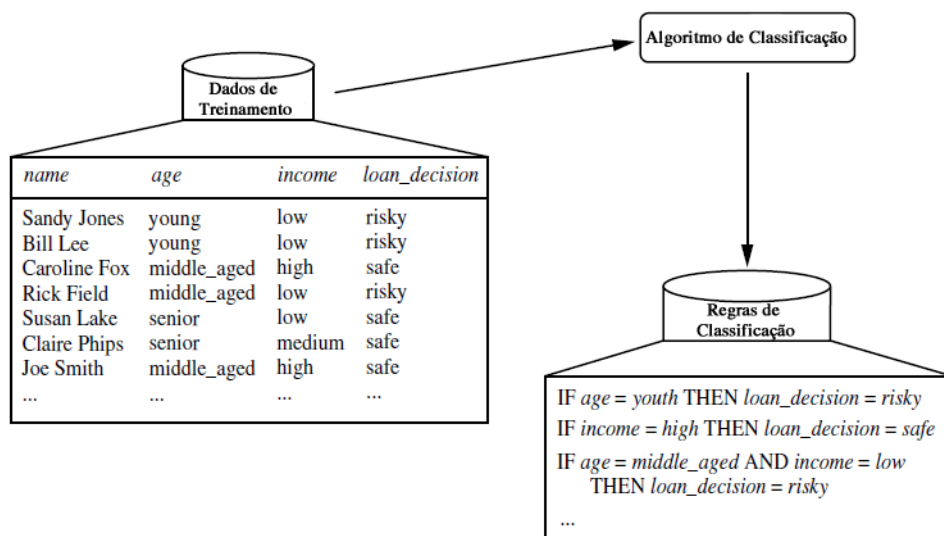 Algoritmo de Classificação
Dados de
Treinamento
name age income loan_decision
Sandy Jones young low risky
Bill Lee young low risky
Caroline Fox middle_aged high safe
Rick Field middle_aged low risky
Susan Lake senior low safe
Claire Phips senior medium safe
Joe Smith middle_aged high safe
... ... ... ...
Regras de
Classificação
IF age = youth THEN loan_decision = risky
IF income = high THEN loan_decision = safe
IF age = middle_aged AND income = low
THEN loan_decision = risky
...